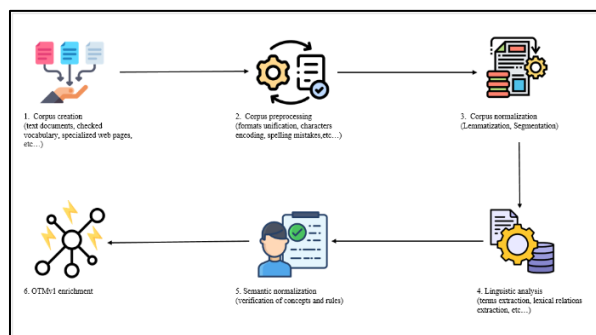 1. Corpus creation
(text documents, checked
vocabulary, specialized web pages,
etc…)
2. Corpus preprocessing
(formats unification, characters
encoding, spelling mistakes,etc…)
3. Corpus normalization
(Lemmatization, Segmentation)
4. Linguistic analysis
(terms extraction, lexical relations
extraction, etc…)
5. Semantic normalization
(verification of concepts and rules)
6. OTMv1 enrichment